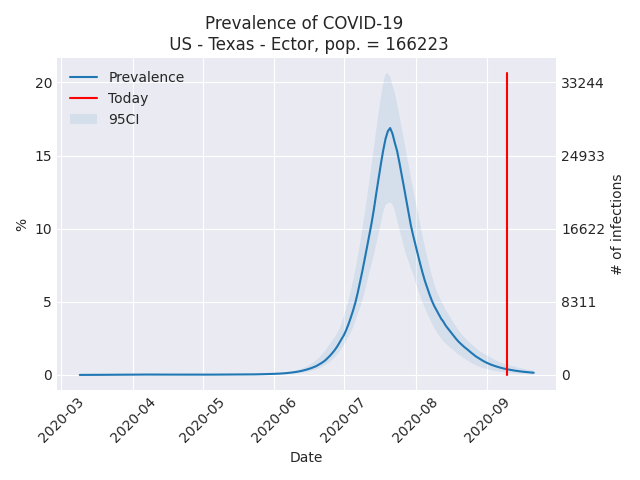 Prevalence of COVID-19
US - Texas - Ector, pop. = 166223
Prevalence
Today
95CI
20
15
10
5
0
%
33244
24933
16622
8311
0
# of infections
2020-03
2020-04
2020-05
2020-06
2020-07
2020-08
2020-09
Date